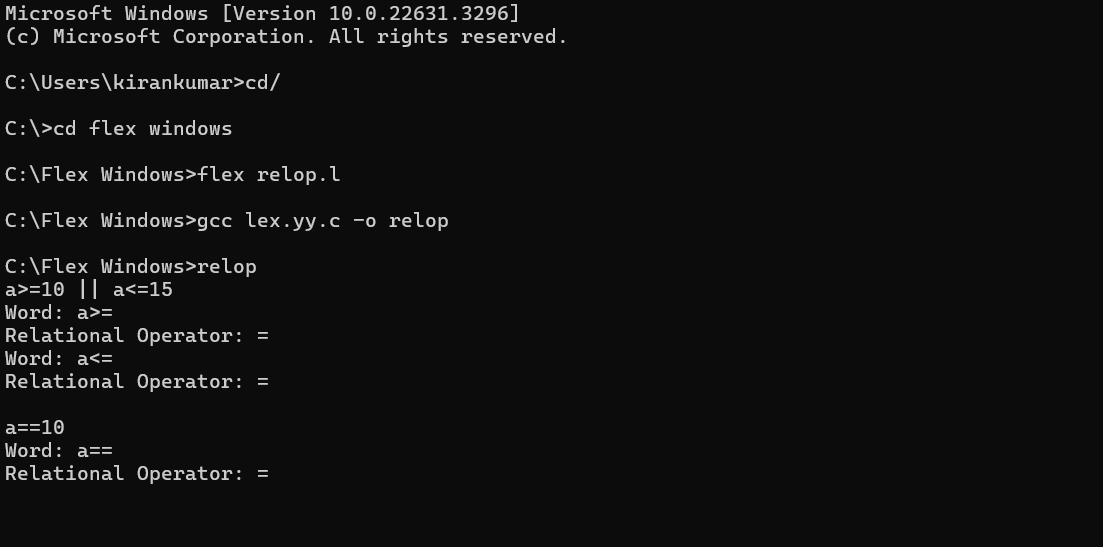 Microsoft Windows [Version 10.0.22631.3296]
(c) Microsoft Corporation. All rights reserved.
C:\Users\kirankumar>cd/
C:\>cd flex windows
C:\Flex Windows>flex relop.l
C:\Flex Windows>gcc lex.yy.c -o relop
C:\Flex Windows>relop
a>=10 || a<=15
Word: a>=
Relational Operator: =
Word: a<=
Relational Operator: =
a==10
Word: a==
Relational Operator: =